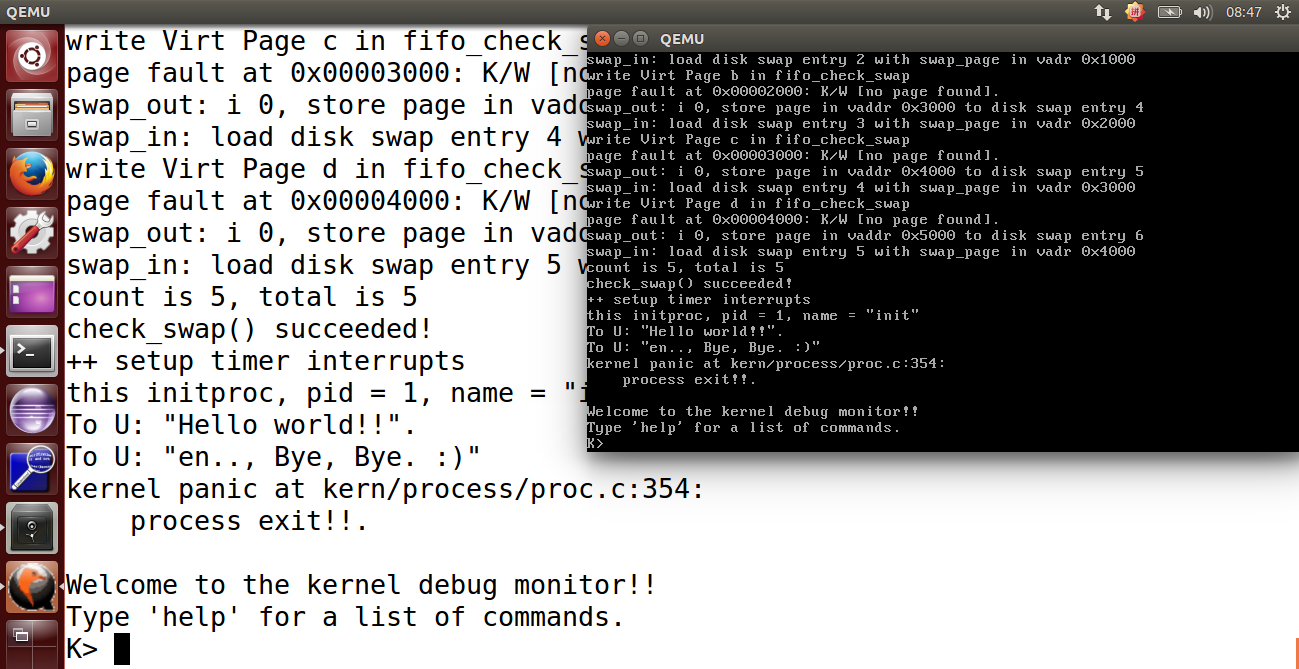 QEMU
08:47
write Virt Page c in fifo_check_s
page fault at 0x00003000: K/W [no
swap_out: i 0, store page in vadd
swap_in: load disk swap entry 4 w
write Virt Page d in fifo_check_s
page fault at 0x00004000: K/W [no
swap_out: i 0, store page in vadd
swap_in: load disk swap entry 5 w
count is 5, total is 5
check_swap() succeeded!
++ setup timer interrupts
this initproc, pid = 1, name = "i
To U: "Hello world!!".
To U: "en.., Bye, Bye. :)"
kernel panic at kern/process/proc.c:354:
    process exit!!.
Welcome to the kernel debug monitor!!
Type 'help' for a list of commands.
K>
QEMU
swap_in: load disk swap entry 2 with swap_page in vadr 0x1000
write Virt Page b in fifo_check_swap
page fault at 0x00002000: K/W [no page found].
swap_out: i 0, store page in vaddr 0x3000 to disk swap entry 4
swap_in: load disk swap entry 3 with swap_page in vadr 0x2000
write Virt Page c in fifo_check_swap
page fault at 0x00003000: K/W [no page found].
swap_out: i 0, store page in vaddr 0x4000 to disk swap entry 5
swap_in: load disk swap entry 4 with swap_page in vadr 0x3000
write Virt Page d in fifo_check_swap
page fault at 0x00004000: K/W [no page found].
swap_out: i 0, store page in vaddr 0x5000 to disk swap entry 6
swap_in: load disk swap entry 5 with swap_page in vadr 0x4000
count is 5, total is 5
check_swap() succeeded!
++ setup timer interrupts
this initproc, pid = 1, name = "init"
To U: "Hello world!!".
To U: "en.., Bye, Bye. :)"
kernel panic at kern/process/proc.c:354:
    process exit!!.
Welcome to the kernel debug monitor!!
Type 'help' for a list of commands.
K>